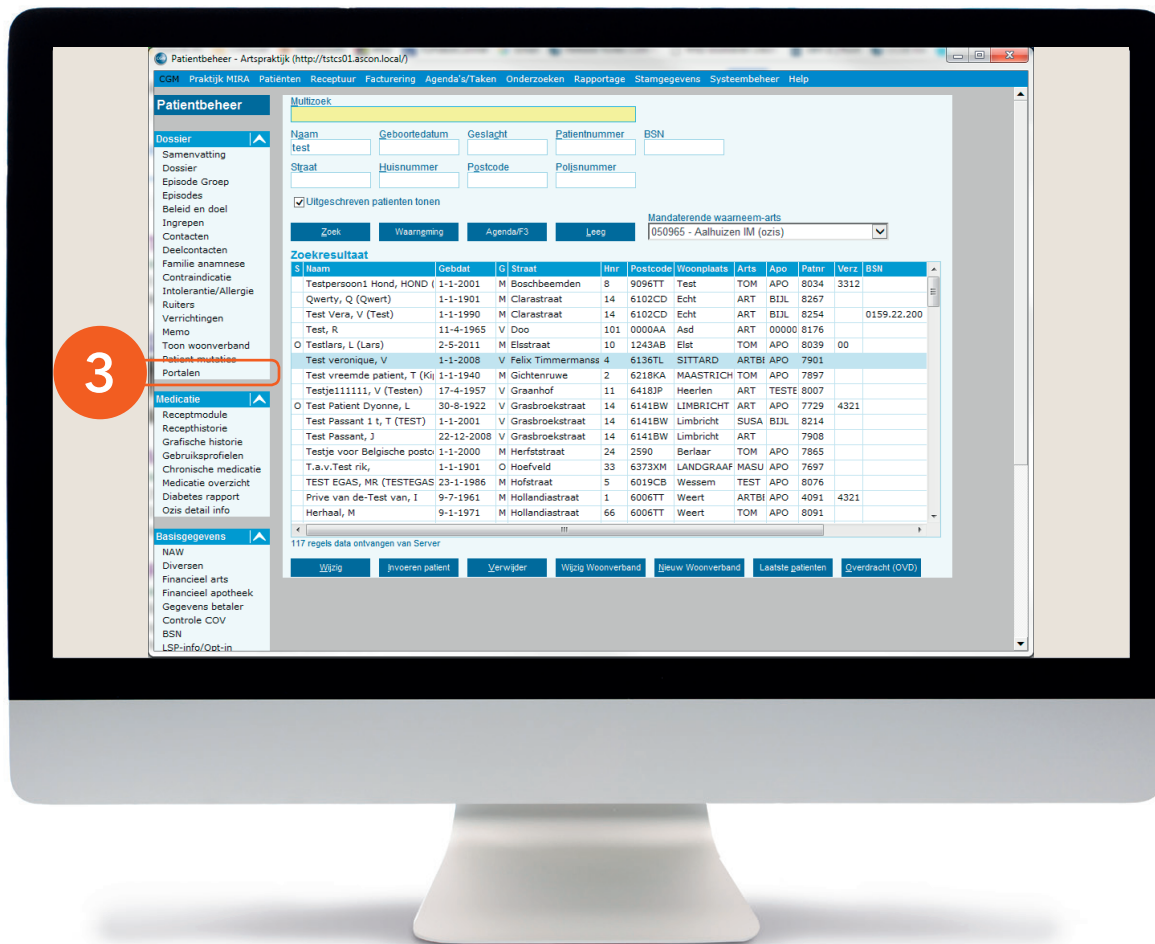 Patientbeheer - Artspraktijk (http://tstcs01.ascon.local/)
CGM Praktijk MIRA Patiënten Receptuur Facturering Agenda's/Taken Onderzoeken Rapportage Stamgegevens Systeembeheer Help
Patientbeheer
Dossier
Samenvatting
Dossier
Episode Groep
Episodes
Beleid en doel
Ingrepen
Contacten
Deelcontacten
Familie anamnese
Contraindicatie
Intolerantie/Allergie
Ruiters
Verrichtingen
Memo
Toon woonverband
Patient mutaties
Portalen
3
Medicatie
Receptmodule
Recepthistorie
Grafische historie
Gebruiksprofielen
Chronische medicatie
Medicatie overzicht
Diabetes rapport
Ozis detail info
Basisgegevens
NAW
Diversen
Financieel arts
Financieel apotheek
Gegevens betaler
Controle COV
BSN
LSP-info/Opt-in
Multizoek
Naam Geboortedatum Geslacht Patientnummer BSN
test
Straat Huisnummer Postcode Polisnummer
Uitgeschreven patienten tonen
Mandaterende waarneem-arts
Zoek Waarneming Agenda/F3 Leeg 050965 - Aalhuizen IM (ozis)
Zoekresultaat
S Naam Gebdat G Straat Hnr Postcode Woonplaats Arts Apo Patnr Verz BSN
Testpersoon1 Hond, HOND ( 1-1-2001 M Boschbeemden 8 9096TT Test TOM APO 8034 3312
Qwerty, Q (Qwert) 1-1-1901 M Clarastraat 14 6102CD Echt ART BIJL 8267
Test Vera, V (Test) 1-1-1990 M Clarastraat 14 6102CD Echt ART BIJL 8254 0159.22.200
Test, R 11-4-1965 V Doo 101 0000AA Asd ART 00000 8176
O Testlars, L (Lars) 2-5-2011 M Elsstraat 10 1243AB Elst TOM APO 8039 00
Test veronique, V 1-1-2008 V Felix Timmermanss 4 6136TL SITTARD ARTBE APO 7901
Test vreemde patient, T (Ki 1-1-1940 M Gichtenruwe 2 6218KA MAASTRICH TOM APO 7897
Testje111111, V (Testen) 17-4-1957 V Graanhof 11 6418JP Heerlen ART TESTE 8007
O Test Patient Dyonne, L 30-8-1922 V Grasbroekstraat 14 6141BW LIMBRICHT ART APO 7729 4321
Test Passant 1 t, T (TEST) 1-1-2001 V Grasbroekstraat 14 6141BW Limbricht SUSA BIJL 8214
Test Passant, J 22-12-2008 V Grasbroekstraat 14 6141BW Limbricht ART 7908
Testje voor Belgische postc 1-1-2000 M Herfststraat 24 2590 Berlaar TOM APO 7865
T.a.v.Test rik, 1-1-1901 O Hoefveld 33 6373XM LANDGRAAF MASU APO 7697
TEST EGAS, MR (TESTEGAS 23-1-1986 M Hofstraat 5 6019CB Wessem TEST APO 8076
Prive van de-Test van, I 9-7-1961 M Hollandiastraat 1 6006TT Weert ARTBE APO 4091 4321
Herhaal, M 9-1-1971 M Hollandiastraat 66 6006TT Weert TOM APO 8091
117 regels data ontvangen van Server
Wijzig Invoeren patient Verwijder Wijzig Woonverband Nieuw Woonverband Laatste patienten Overdracht (OVD)